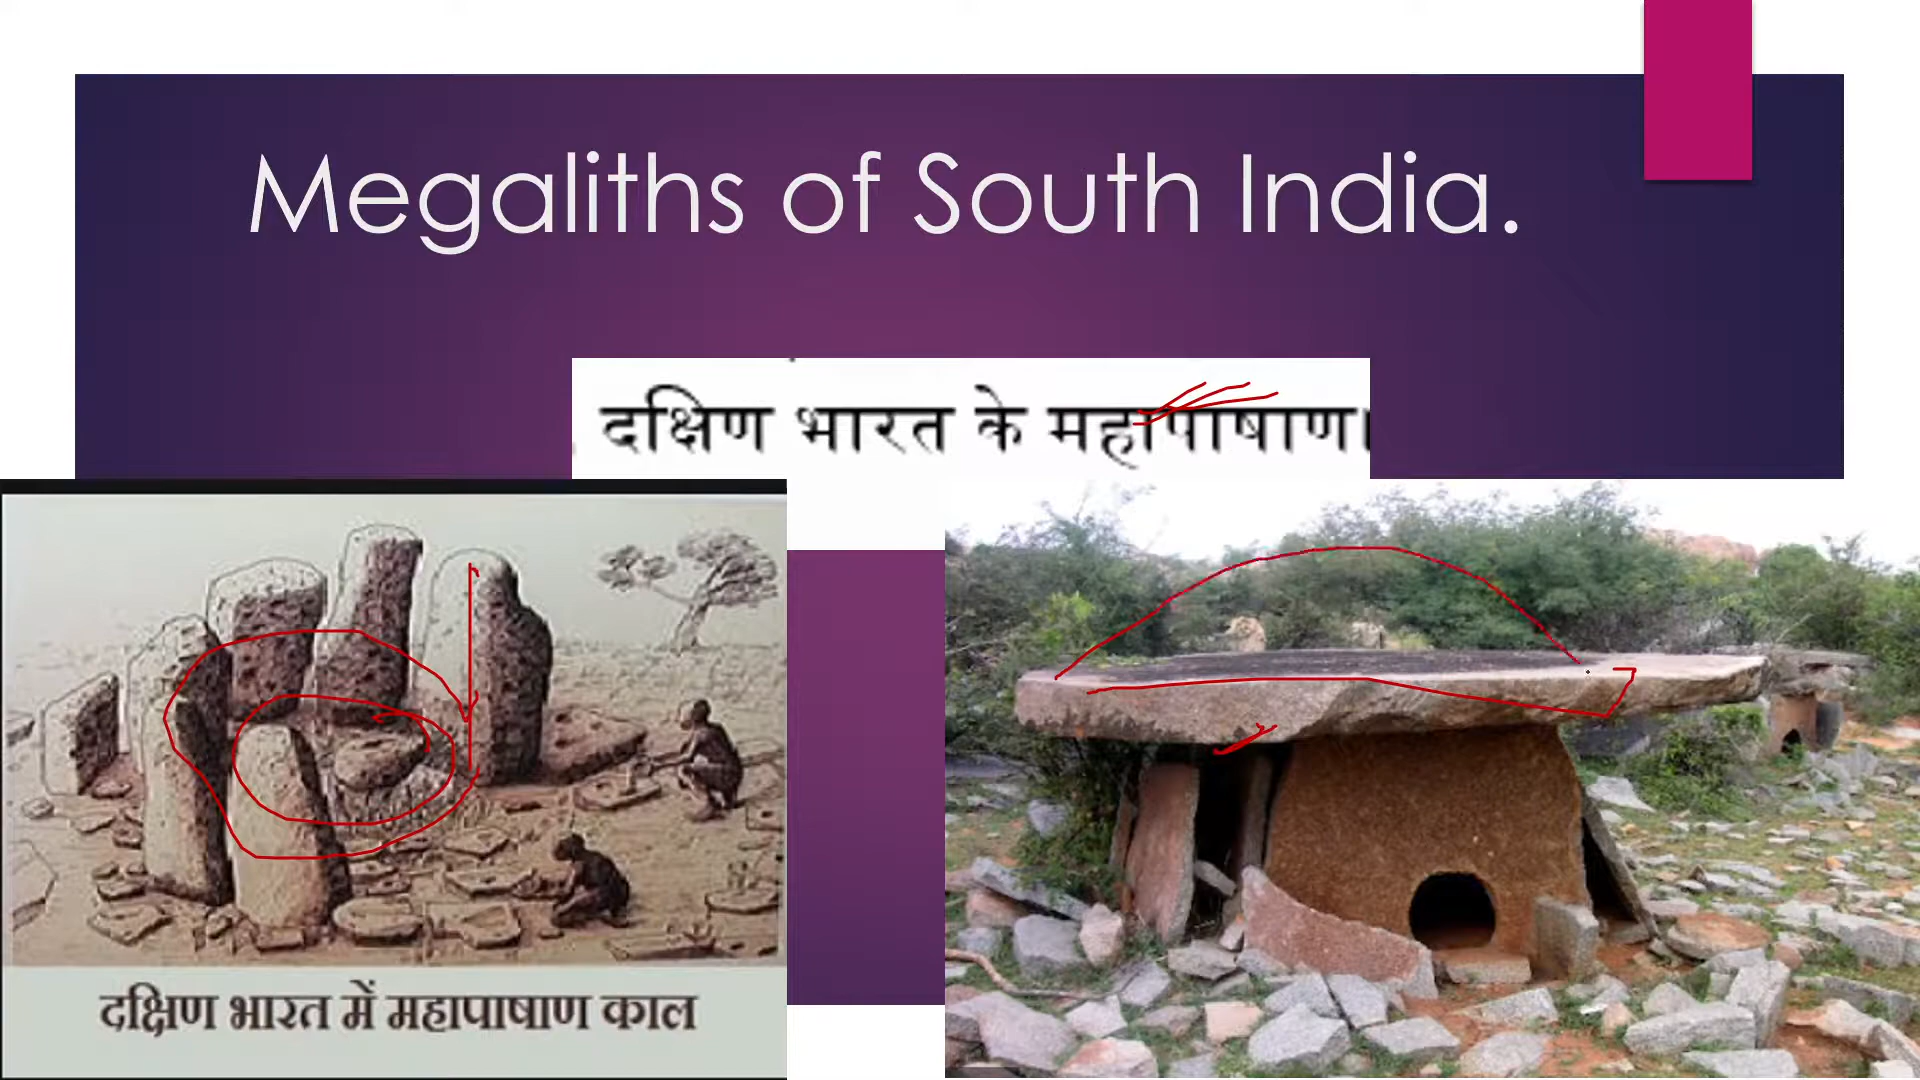 Megaliths of South India.
दक्षिण भारत के महापाषाण।
दक्षिण भारत में महापाषाण काल